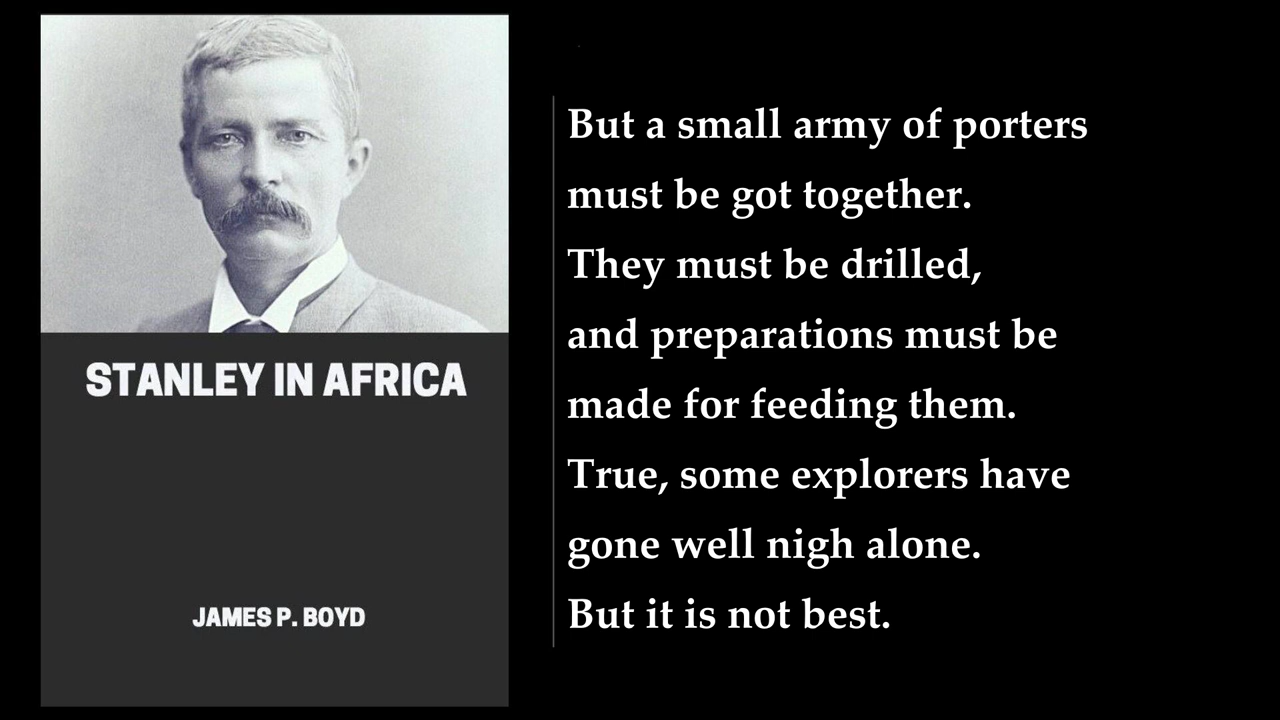 STANLEY IN AFRICA
JAMES P. BOYD
But a small army of porters
must be got together.
They must be drilled,
and preparations must be
made for feeding them.
True, some explorers have
gone well nigh alone.
But it is not best.